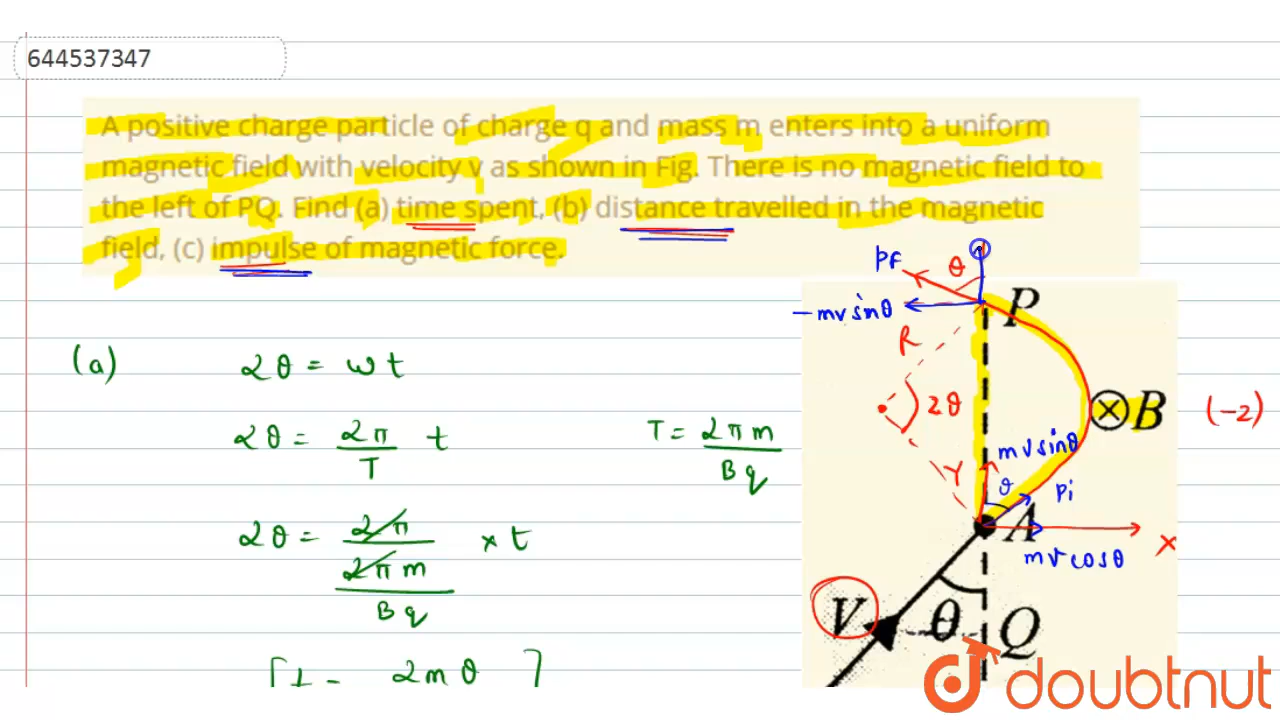 644537347
A positive charge particle of charge q and mass m enters into a uniform
magnetic field with velocity v as shown in Fig. There is no magnetic field to
the left of PQ. Find (a) time spent, (b) distance travelled in the magnetic
field, (c) impulse of magnetic force.
PF
θ
P
-mv sinθ
R
(a)
2θ = ωt
2θ
B
(-2)
2θ = 2π/T t
T = 2πm/Bq
mv sinθ
Y
θ
Pi
A
X
2θ = 2π/(2πm/Bq) × t
mv cosθ
V
θ
Q
[t = 2mθ ]
doubtnut